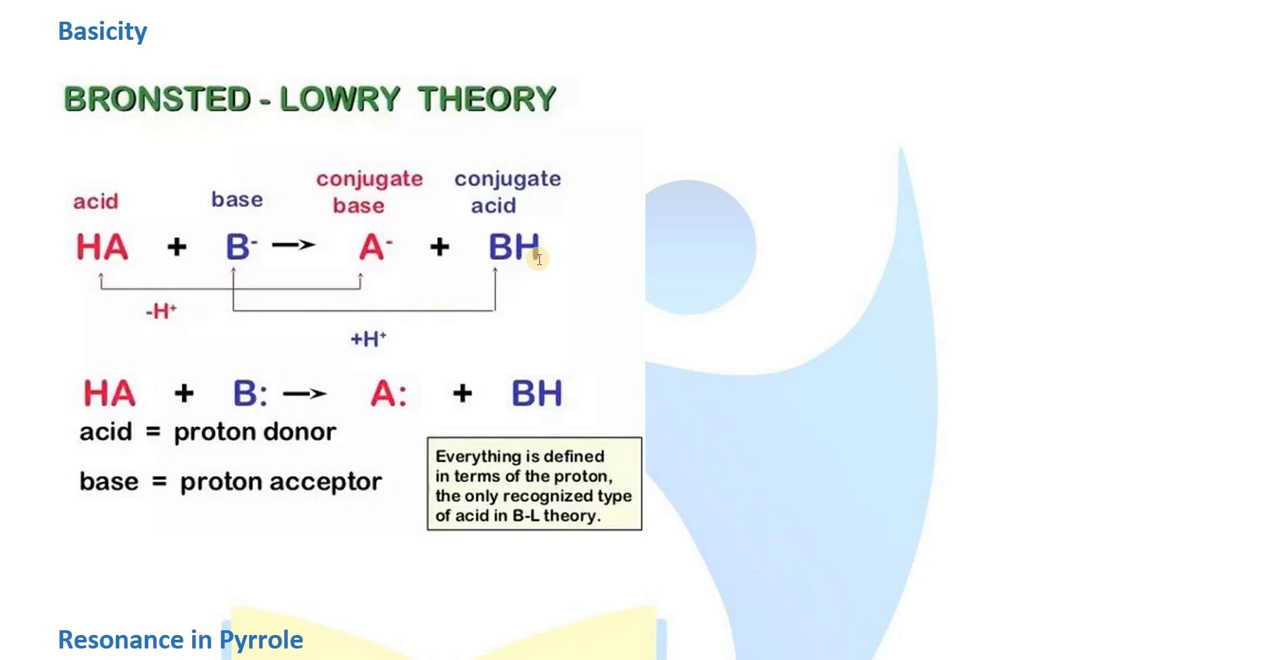 Basicity
BRONSTED - LOWRY THEORY
acid base conjugate base conjugate acid
HA + B- —> A- + BH
-H+
+H+
HA + B: —> A: + BH
acid = proton donor
base = proton acceptor
Everything is defined
in terms of the proton,
the only recognized type
of acid in B-L theory.
Resonance in Pyrrole